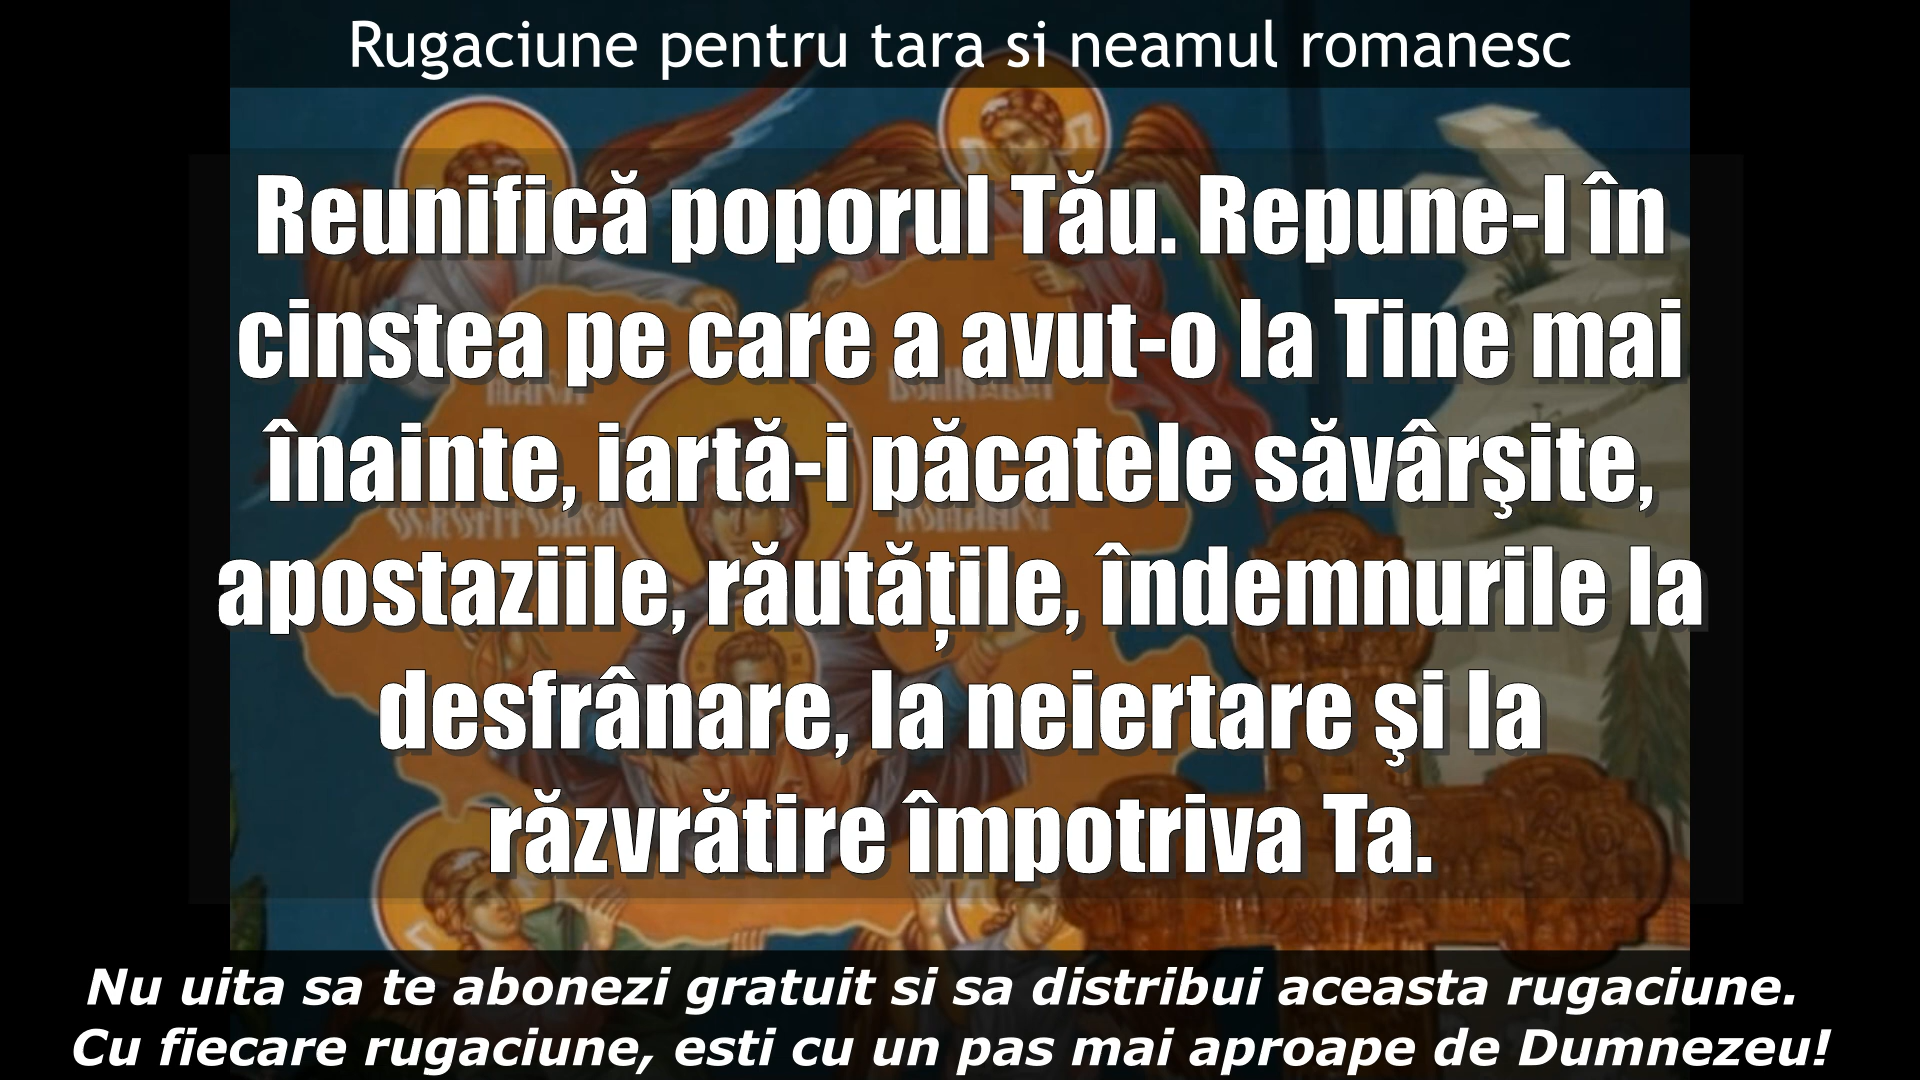 Rugaciune pentru tara si neamul romanesc
Reunifică poporul Tău. Repune-l în
cinstea pe care a avut-o la Tine mai
înainte, iartă-i păcatele săvârşite,
apostaziile, răutăţile, îndemnurile la
desfrânare, la neiertare şi la
răzvrătire împotriva Ta.
Nu uita sa te abonezi gratuit si sa distribui aceasta rugaciune.
Cu fiecare rugaciune, esti cu un pas mai aproape de Dumnezeu!